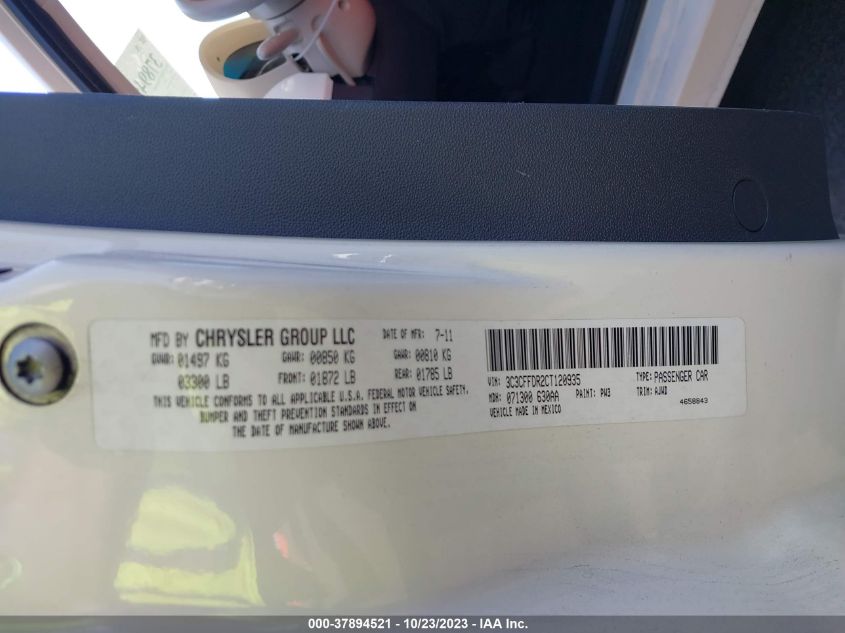 MFD BY CHRYSLER GROUP LLC DATE OF MFR: 7-11
GVWR: 01497 KG GAWR: 00850 KG GAWR: 00810 KG
03300 LB FRONT: 01872 LB REAR: 01785 LB
THIS VEHICLE CONFORMS TO ALL APPLICABLE U.S.A. FEDERAL MOTOR VEHICLE SAFETY,
BUMPER AND THEFT PREVENTION STANDARDS IN EFFECT ON
THE DATE OF MANUFACTURE SHOWN ABOVE.
VIN: 3C3CFFDR2CT120935 TYPE: PASSENGER CAR
MDH: 071300 630AA PAINT: PW3 TRIM: AJWD
VEHICLE MADE IN MEXICO 4658843
000-37894521 - 10/23/2023 - IAA Inc.